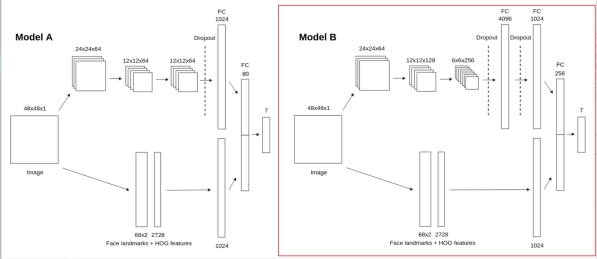 Model A
FC
1024
Dropout
24x24x64
12x12x64
12x12x64
FC
80
48x48x1
7
Image
68x2
2728
Face landmarks + HOG features
1024
Model B
FC
4096
FC
1024
Dropout
Dropout
24x24x64
12x12x128
6x6x256
FC
256
48x48x1
7
Image
68x2
2728
Face landmarks + HOG features
1024